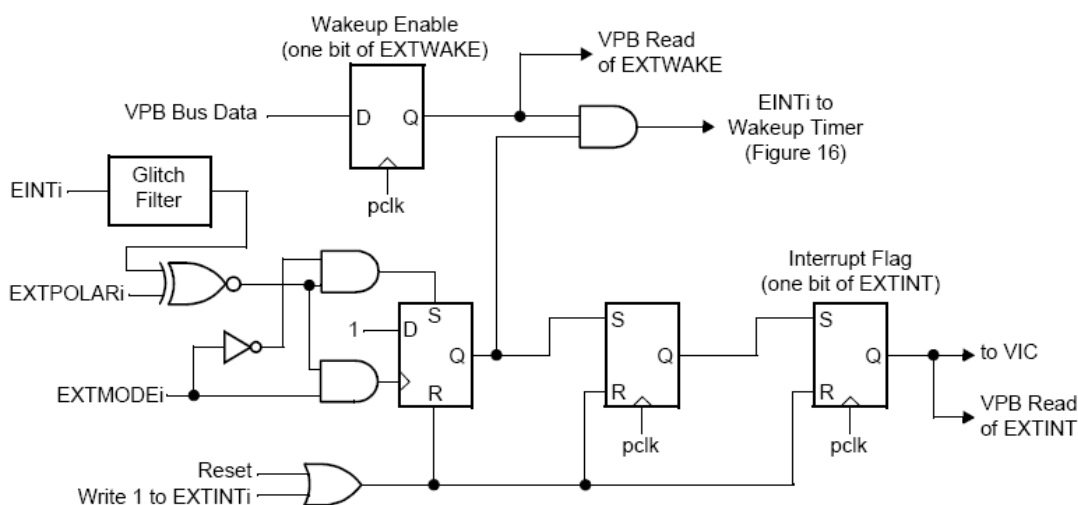 Wakeup Enable
(one bit of EXTWAKE)
VPB Read
of EXTWAKE
VPB Bus Data
D
Q
EINTi to
Wakeup Timer
(Figure 16)
pclk
EINTi
Glitch
Filter
EXTPOLARi
Interrupt Flag
(one bit of EXTINT)
1
D
S
Q
R
S
Q
R
S
Q
R
to VIC
EXTMODEi
pclk
pclk
VPB Read
of EXTINT
Reset
Write 1 to EXTINTi